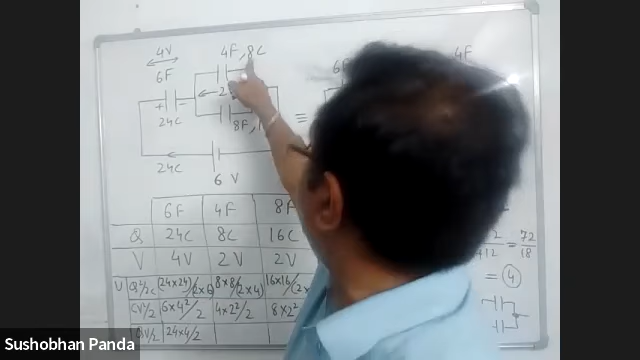 4V
6F
+ -
24C
24C
4F, 8C
2
8F,
6 V
≡
6F
4F
6F 4F 8F
Q 24C 8C 16C
V 4V 2V 2V
U Q²/2C (24×24)/(2×6) 8×8/(2×4) 16×16/(2×
CV²/2 6×4²/2 4×2²/2 8×2²
QV/2 24×4/2
= 72/18
= 4
Sushobhan Panda